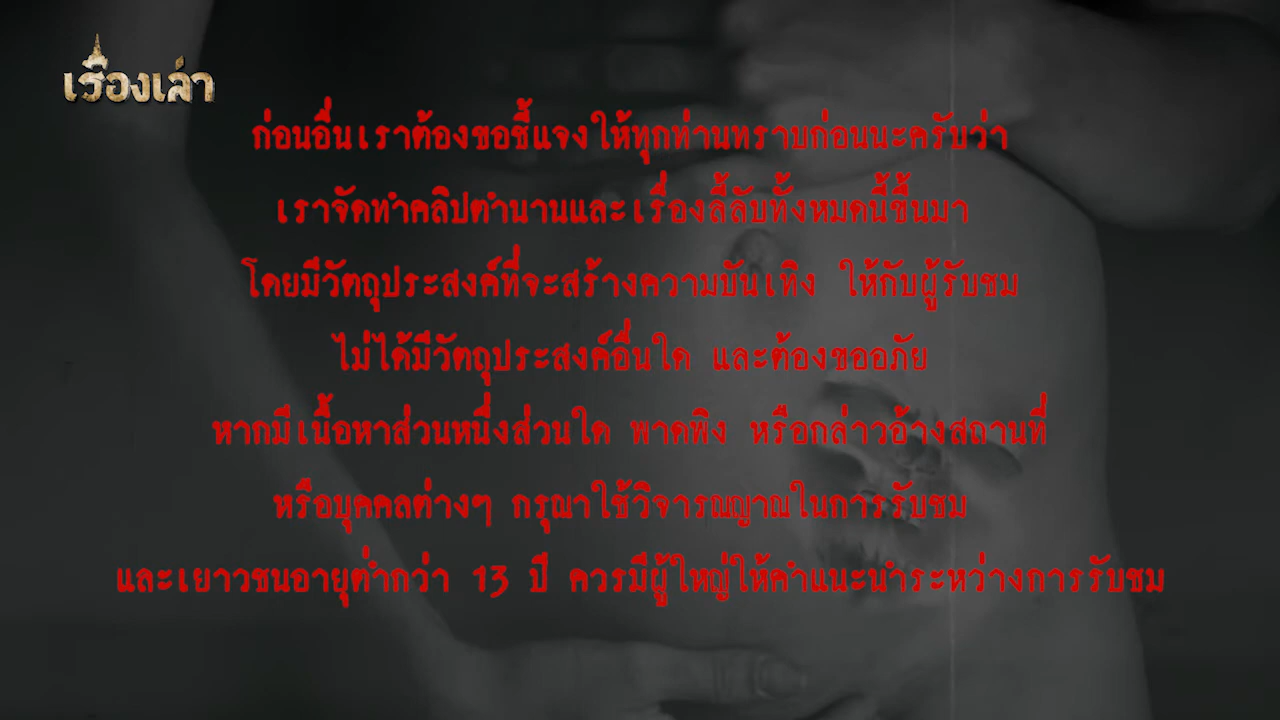 เรื่องเล่า
ก่อนอื่นเราต้องขอชี้แจงให้ทุกท่านทราบก่อนนะครับว่า
เราจัดทำคลิปตำนานและเรื่องลี้ลับทั้งหมดนี้ขึ้นมา
โดยมีวัตถุประสงค์ที่จะสร้างความบันเทิง ให้กับผู้รับชม
ไม่ได้มีวัตถุประสงค์อื่นใด และต้องขออภัย
หากมีเนื้อหาส่วนหนึ่งส่วนใด พาดพิง หรือกล่าวอ้างสถานที่
หรือบุคคลต่างๆ กรุณาใช้วิจารณญาณในการรับชม
และเยาวชนอายุต่ำกว่า 13 ปี ควรมีผู้ใหญ่ให้คำแนะนำระหว่างการรับชม